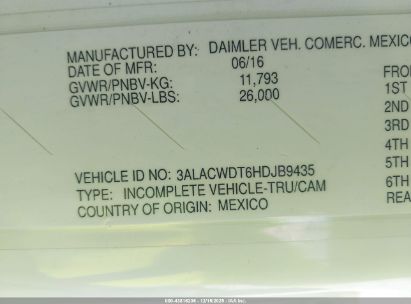 MANUFACTURED BY: DAIMLER VEH. COMERC. MEXICO
DATE OF MFR: 06/16
GVWR/PNBV-KG: 11,793
GVWR/PNBV-LBS: 26,000
FRO
1ST
2ND
3RD
4TH
5TH
6TH
REA
VEHICLE ID NO: 3ALACWDT6HDJB9435
TYPE: INCOMPLETE VEHICLE-TRU/CAM
COUNTRY OF ORIGIN: MEXICO